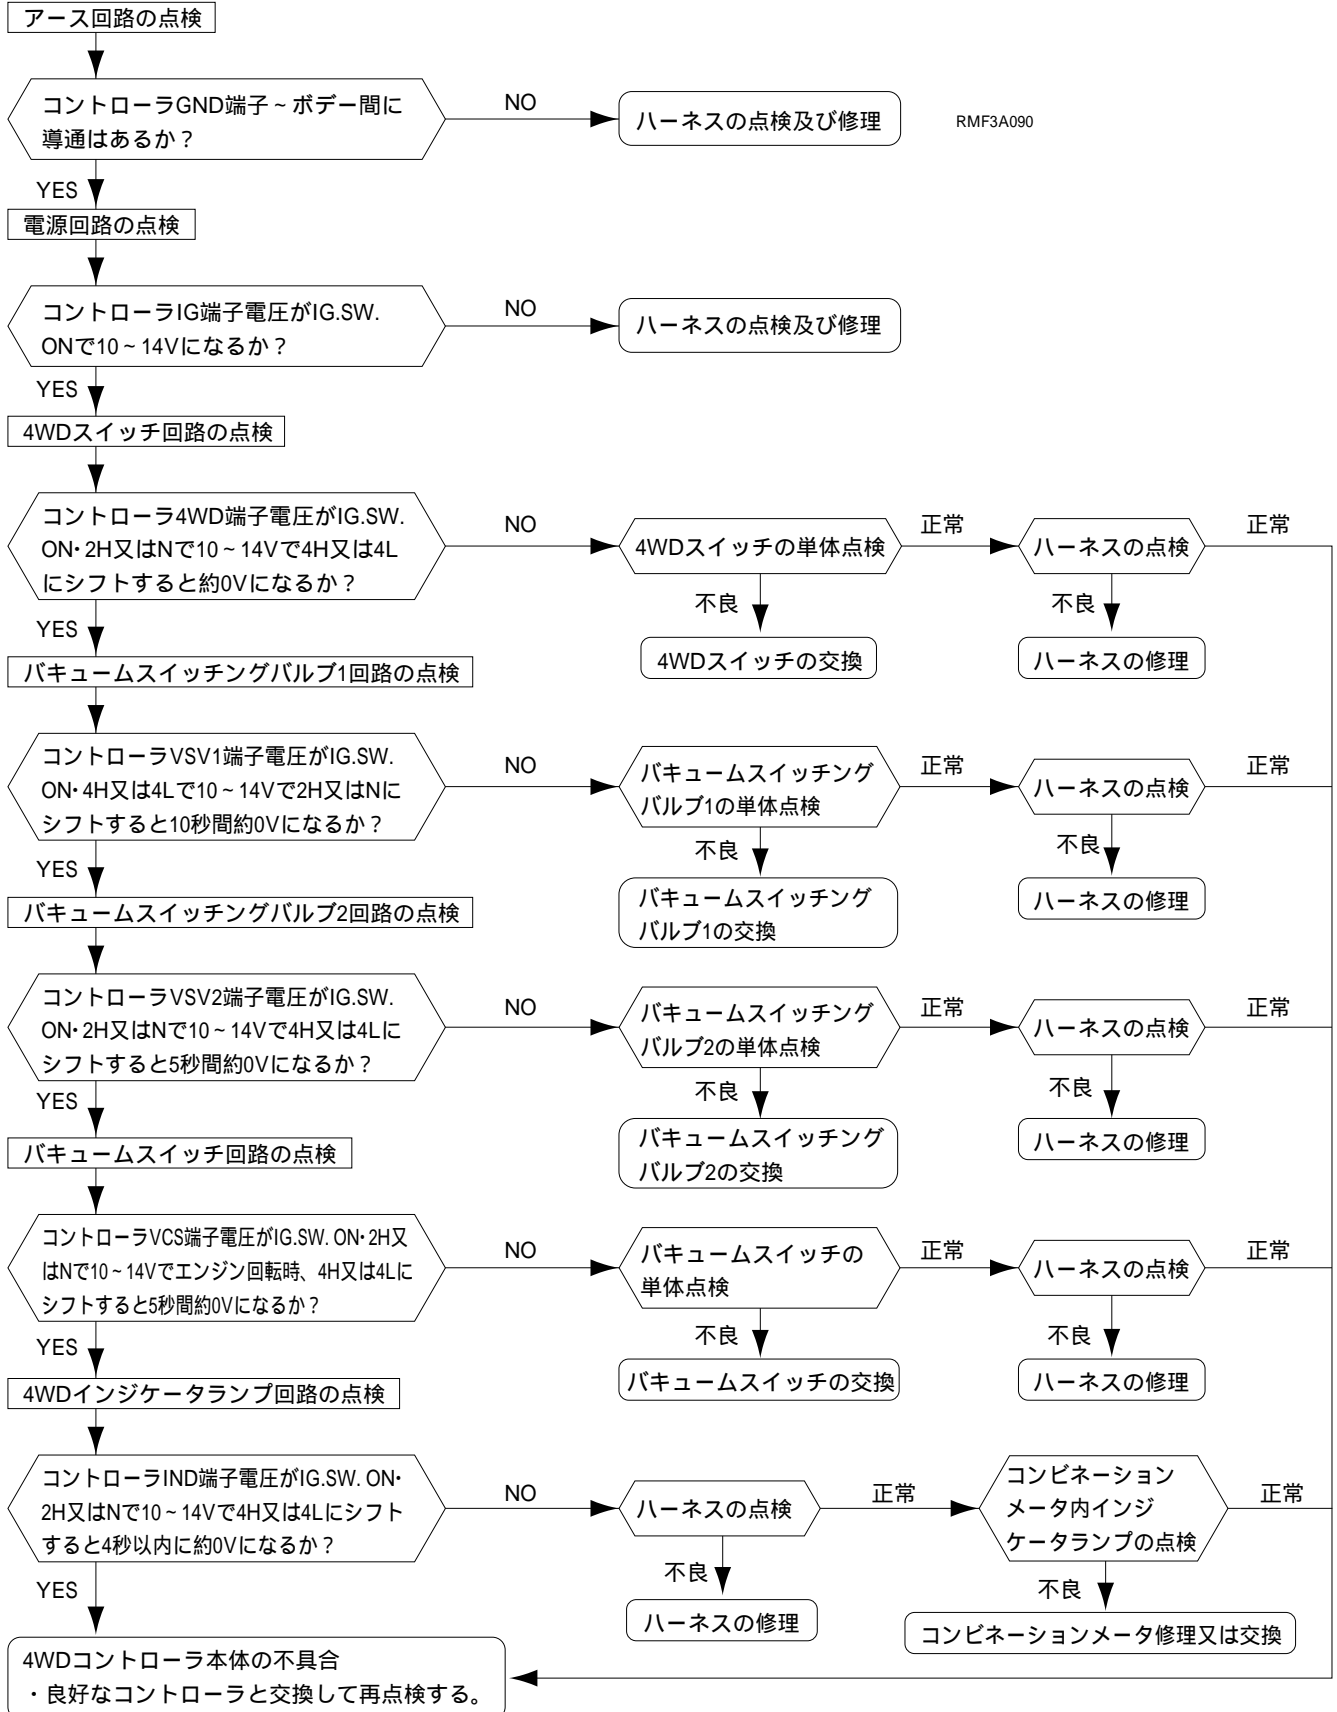 アース回路の点検
コントローラGND端子~ボデー間に
導通はあるか?
NO
ハーネスの点検及び修理
RMF3A090
YES
電源回路の点検
コントローラIG端子電圧がIG.SW.
ONで10~14Vになるか?
NO
ハーネスの点検及び修理
YES
4WDスイッチ回路の点検
コントローラ4WD端子電圧がIG.SW.
ON・2H又はNで10~14Vで4H又は4L
にシフトすると約0Vになるか?
NO
4WDスイッチの単体点検
正常
ハーネスの点検
正常
不良
4WDスイッチの交換
不良
ハーネスの修理
YES
バキュームスイッチングバルブ1回路の点検
コントローラVSV1端子電圧がIG.SW.
ON・4H又は4Lで10~14Vで2H又はNに
シフトすると10秒間約0Vになるか?
NO
バキュームスイッチング
バルブ1の単体点検
正常
ハーネスの点検
正常
不良
バキュームスイッチング
バルブ1の交換
不良
ハーネスの修理
YES
バキュームスイッチングバルブ2回路の点検
コントローラVSV2端子電圧がIG.SW.
ON・2H又はNで10~14Vで4H又は4Lに
シフトすると5秒間約0Vになるか?
NO
バキュームスイッチング
バルブ2の単体点検
正常
ハーネスの点検
正常
不良
バキュームスイッチング
バルブ2の交換
不良
ハーネスの修理
YES
バキュームスイッチ回路の点検
コントローラVCS端子電圧がIG.SW. ON・2H又
はNで10~14Vでエンジン回転時、4H又は4Lに
シフトすると5秒間約0Vになるか?
NO
バキュームスイッチの
単体点検
正常
ハーネスの点検
正常
不良
バキュームスイッチの交換
不良
ハーネスの修理
YES
4WDインジケータランプ回路の点検
コントローラIND端子電圧がIG.SW. ON・
2H又はNで10~14Vで4H又は4Lにシフト
すると4秒以内に約0Vになるか?
NO
ハーネスの点検
正常
コンビネーション
メータ内インジ
ケータランプの点検
正常
不良
ハーネスの修理
不良
コンビネーションメータ修理又は交換
YES
4WDコントローラ本体の不具合
・良好なコントローラと交換して再点検する。